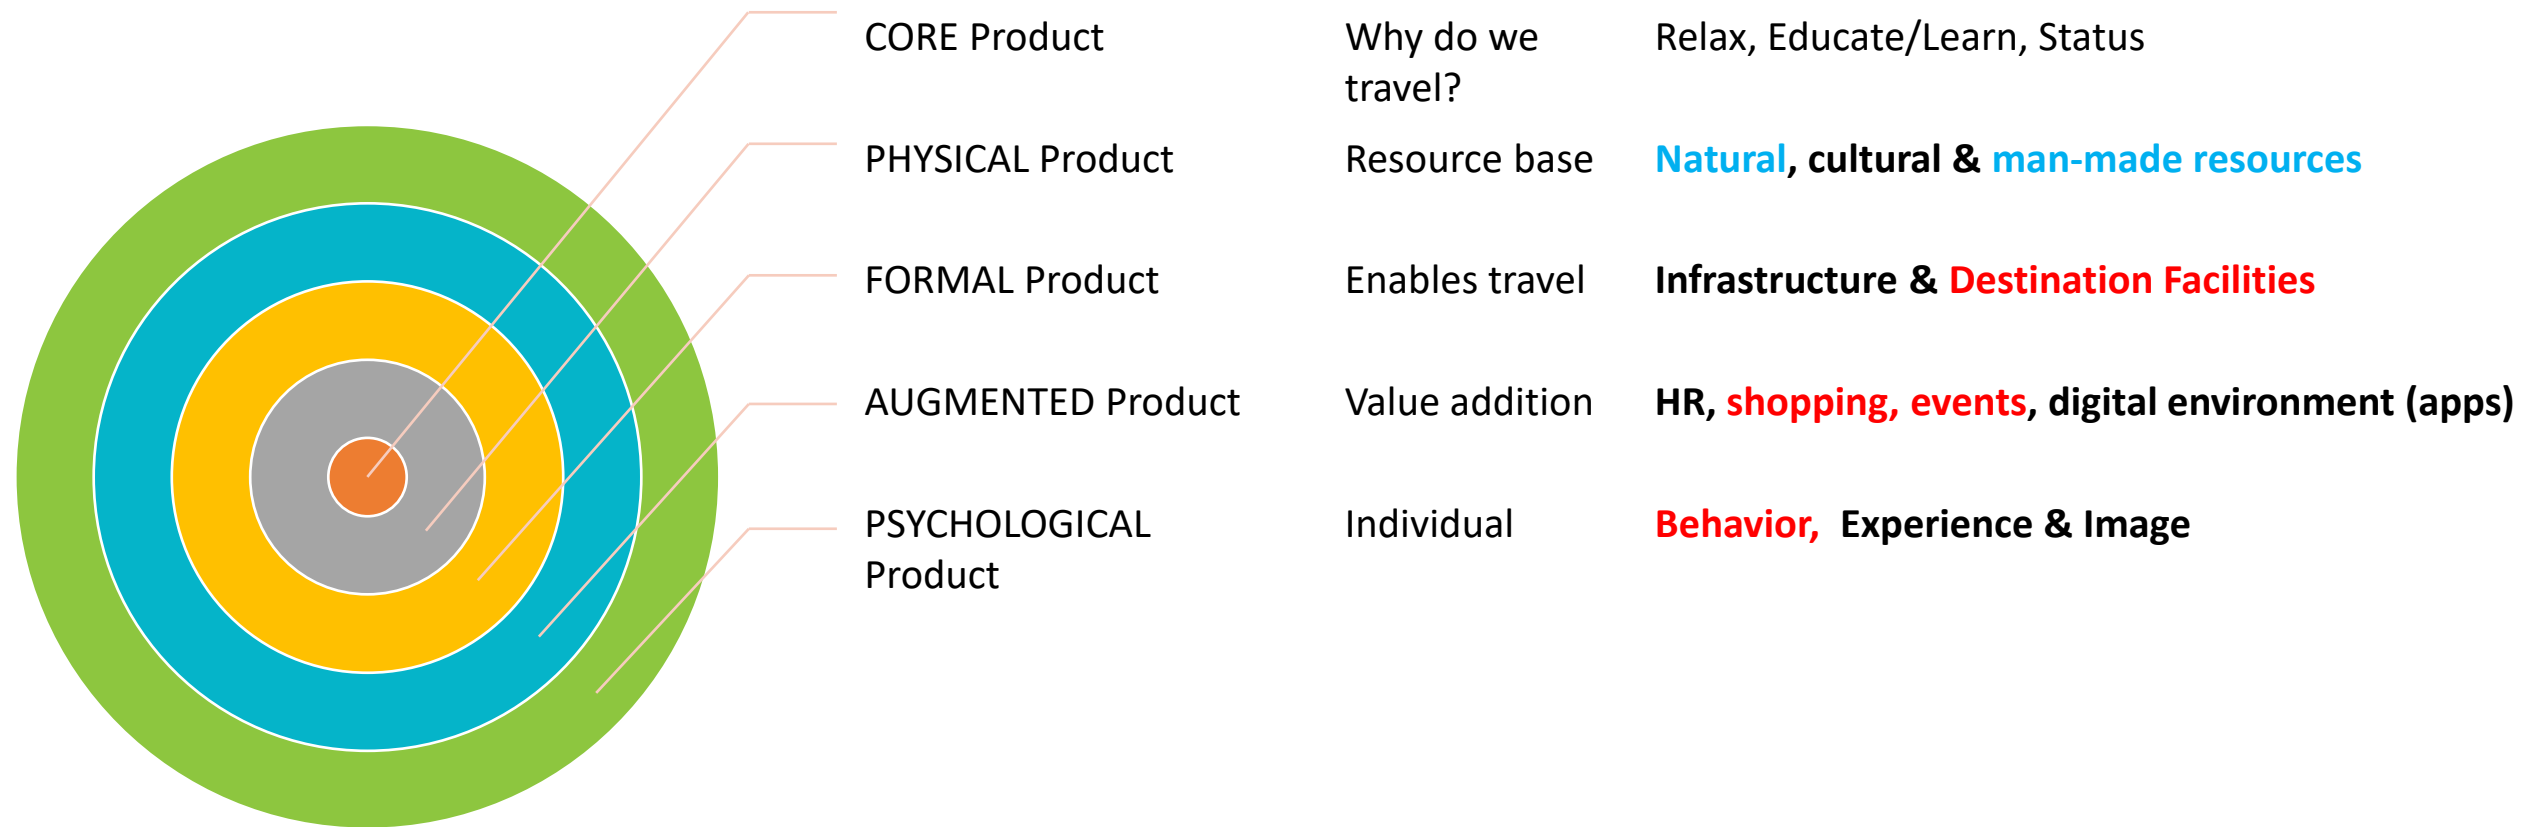 CORE Product
Why do we
travel?
Relax, Educate/Learn, Status
PHYSICAL Product
Resource base
Natural, cultural & man-made resources
FORMAL Product
Enables travel
Infrastructure & Destination Facilities
AUGMENTED Product
Value addition
HR, shopping, events, digital environment (apps)
PSYCHOLOGICAL
Product
Individual
Behavior, Experience & Image